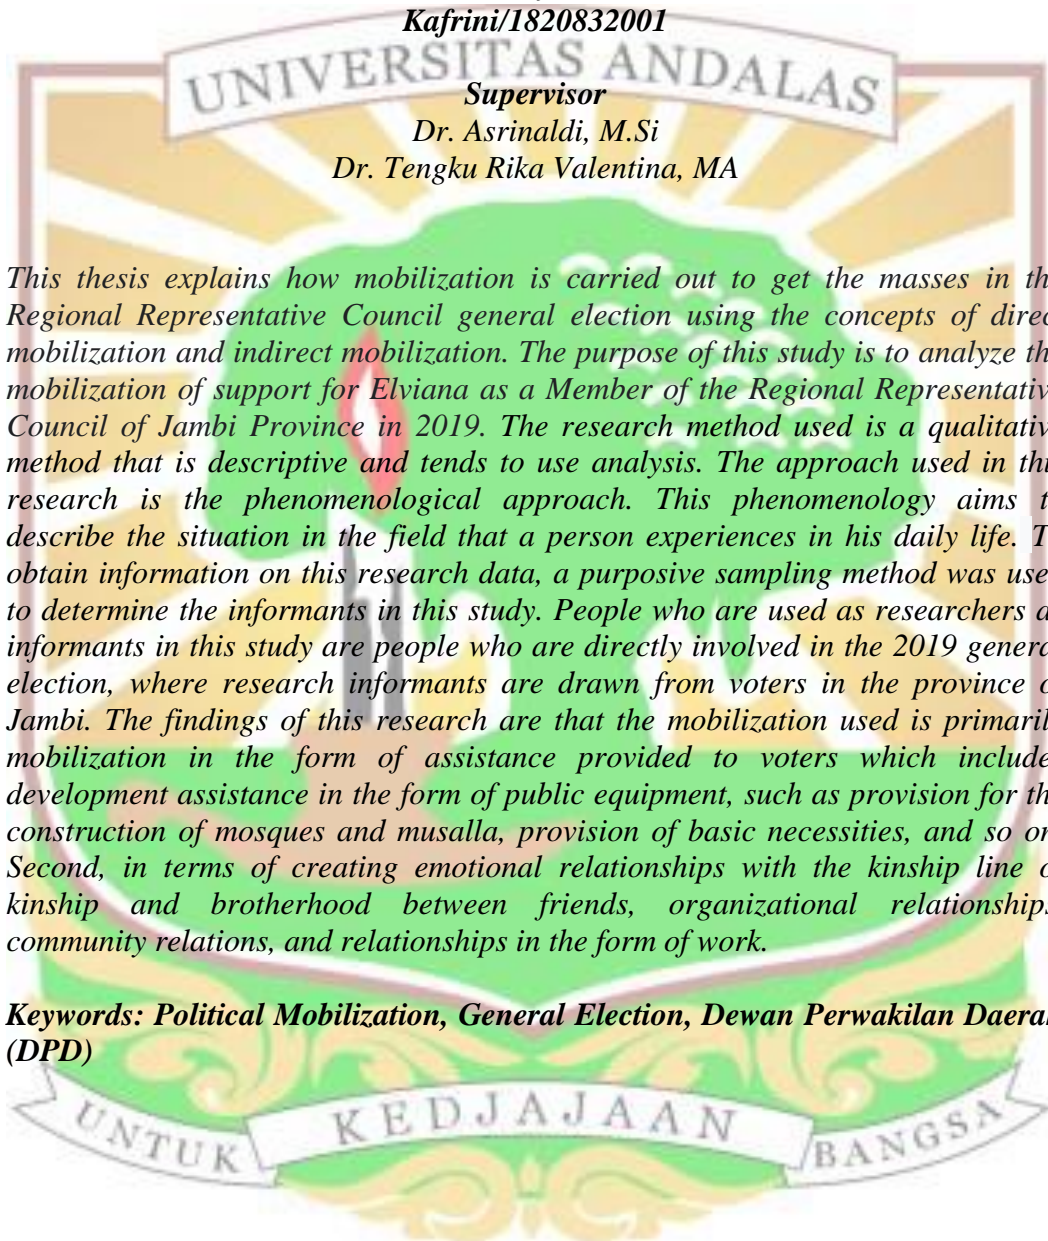 Kafrini/1820832001
UNIVERSITAS ANDALAS
Supervisor
Dr. Asrinaldi, M.Si
Dr. Tengku Rika Valentina, MA
This thesis explains how mobilization is carried out to get the masses in th
Regional Representative Council general election using the concepts of direc
mobilization and indirect mobilization. The purpose of this study is to analyze th
mobilization of support for Elviana as a Member of the Regional Representativ
Council of Jambi Province in 2019. The research method used is a qualitativ
method that is descriptive and tends to use analysis. The approach used in thi
research is the phenomenological approach. This phenomenology aims t
describe the situation in the field that a person experiences in his daily life. T
obtain information on this research data, a purposive sampling method was use
to determine the informants in this study. People who are used as researchers a
informants in this study are people who are directly involved in the 2019 genera
election, where research informants are drawn from voters in the province o
Jambi. The findings of this research are that the mobilization used is primaril
mobilization in the form of assistance provided to voters which include
development assistance in the form of public equipment, such as provision for th
construction of mosques and musalla, provision of basic necessities, and so on
Second, in terms of creating emotional relationships with the kinship line o
kinship and brotherhood between friends, organizational relationships
community relations, and relationships in the form of work.
Keywords: Political Mobilization, General Election, Dewan Perwakilan Daerah
(DPD)
UNTUK KEDJAJAAN BANGSA